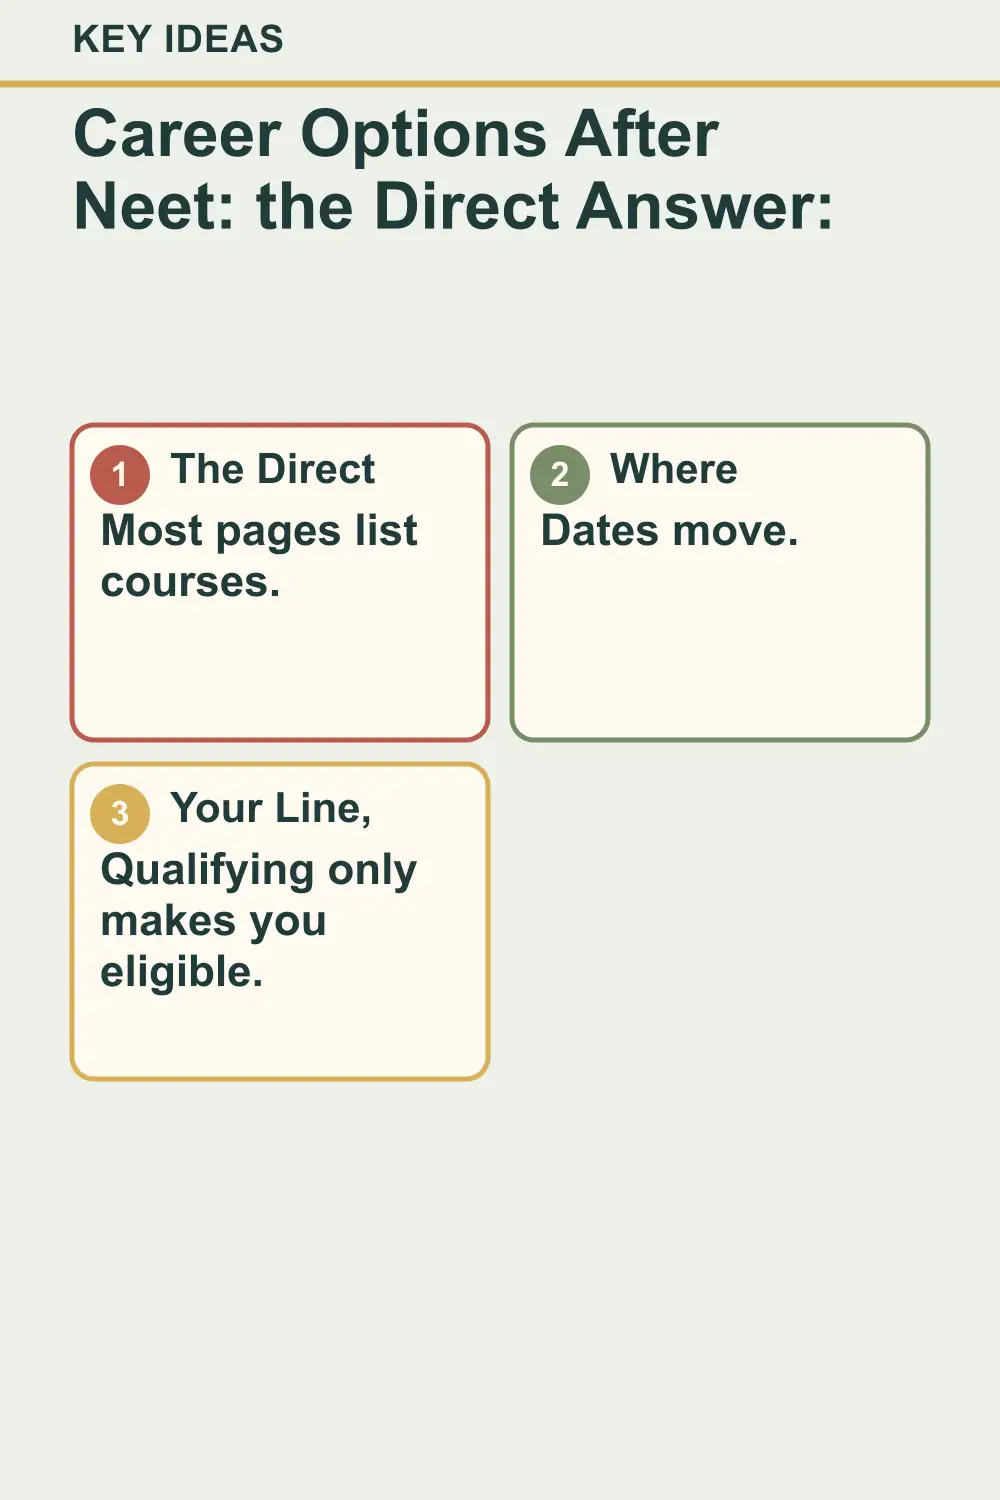 KEY IDEAS
Career Options After
Neet: the Direct Answer:
1 The Direct
Most pages list
courses.
2 Where
Dates move.
3 Your Line,
Qualifying only
makes you
eligible.